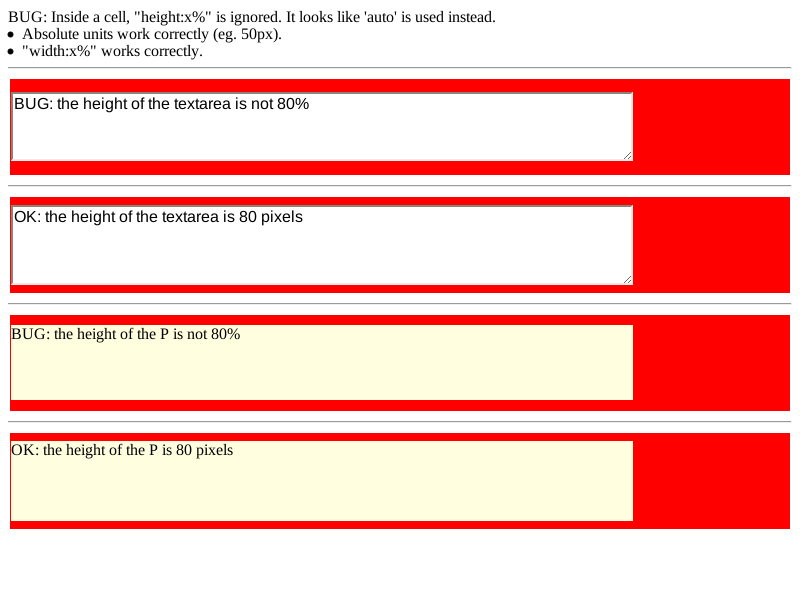 BUG: Inside a cell, "height:x%" is ignored. It looks like 'auto' is used instead.
● Absolute units work correctly (eg. 50px).
● "width:x%" works correctly.
BUG: the height of the textarea is not 80%
OK: the height of the textarea is 80 pixels
BUG: the height of the P is not 80%
OK: the height of the P is 80 pixels